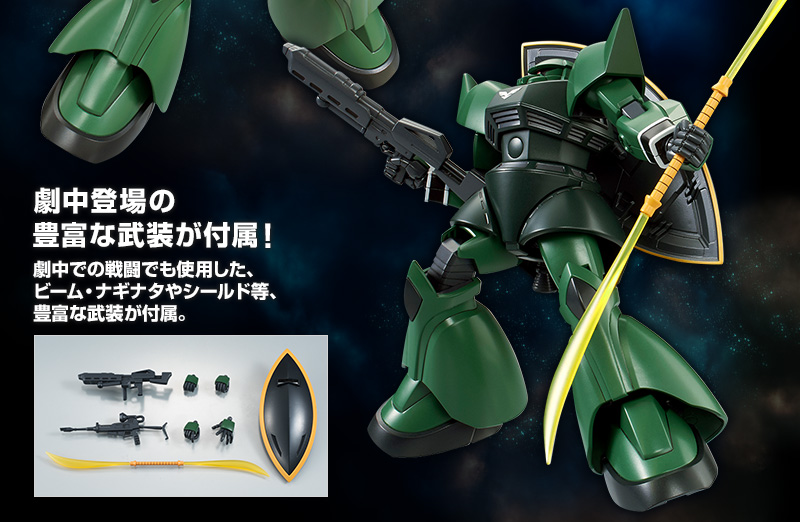 劇中登場の
豊富な武装が付属！
劇中での戦闘でも使用した、
ビーム・ナギナタやシールド等、
豊富な武装が付属。